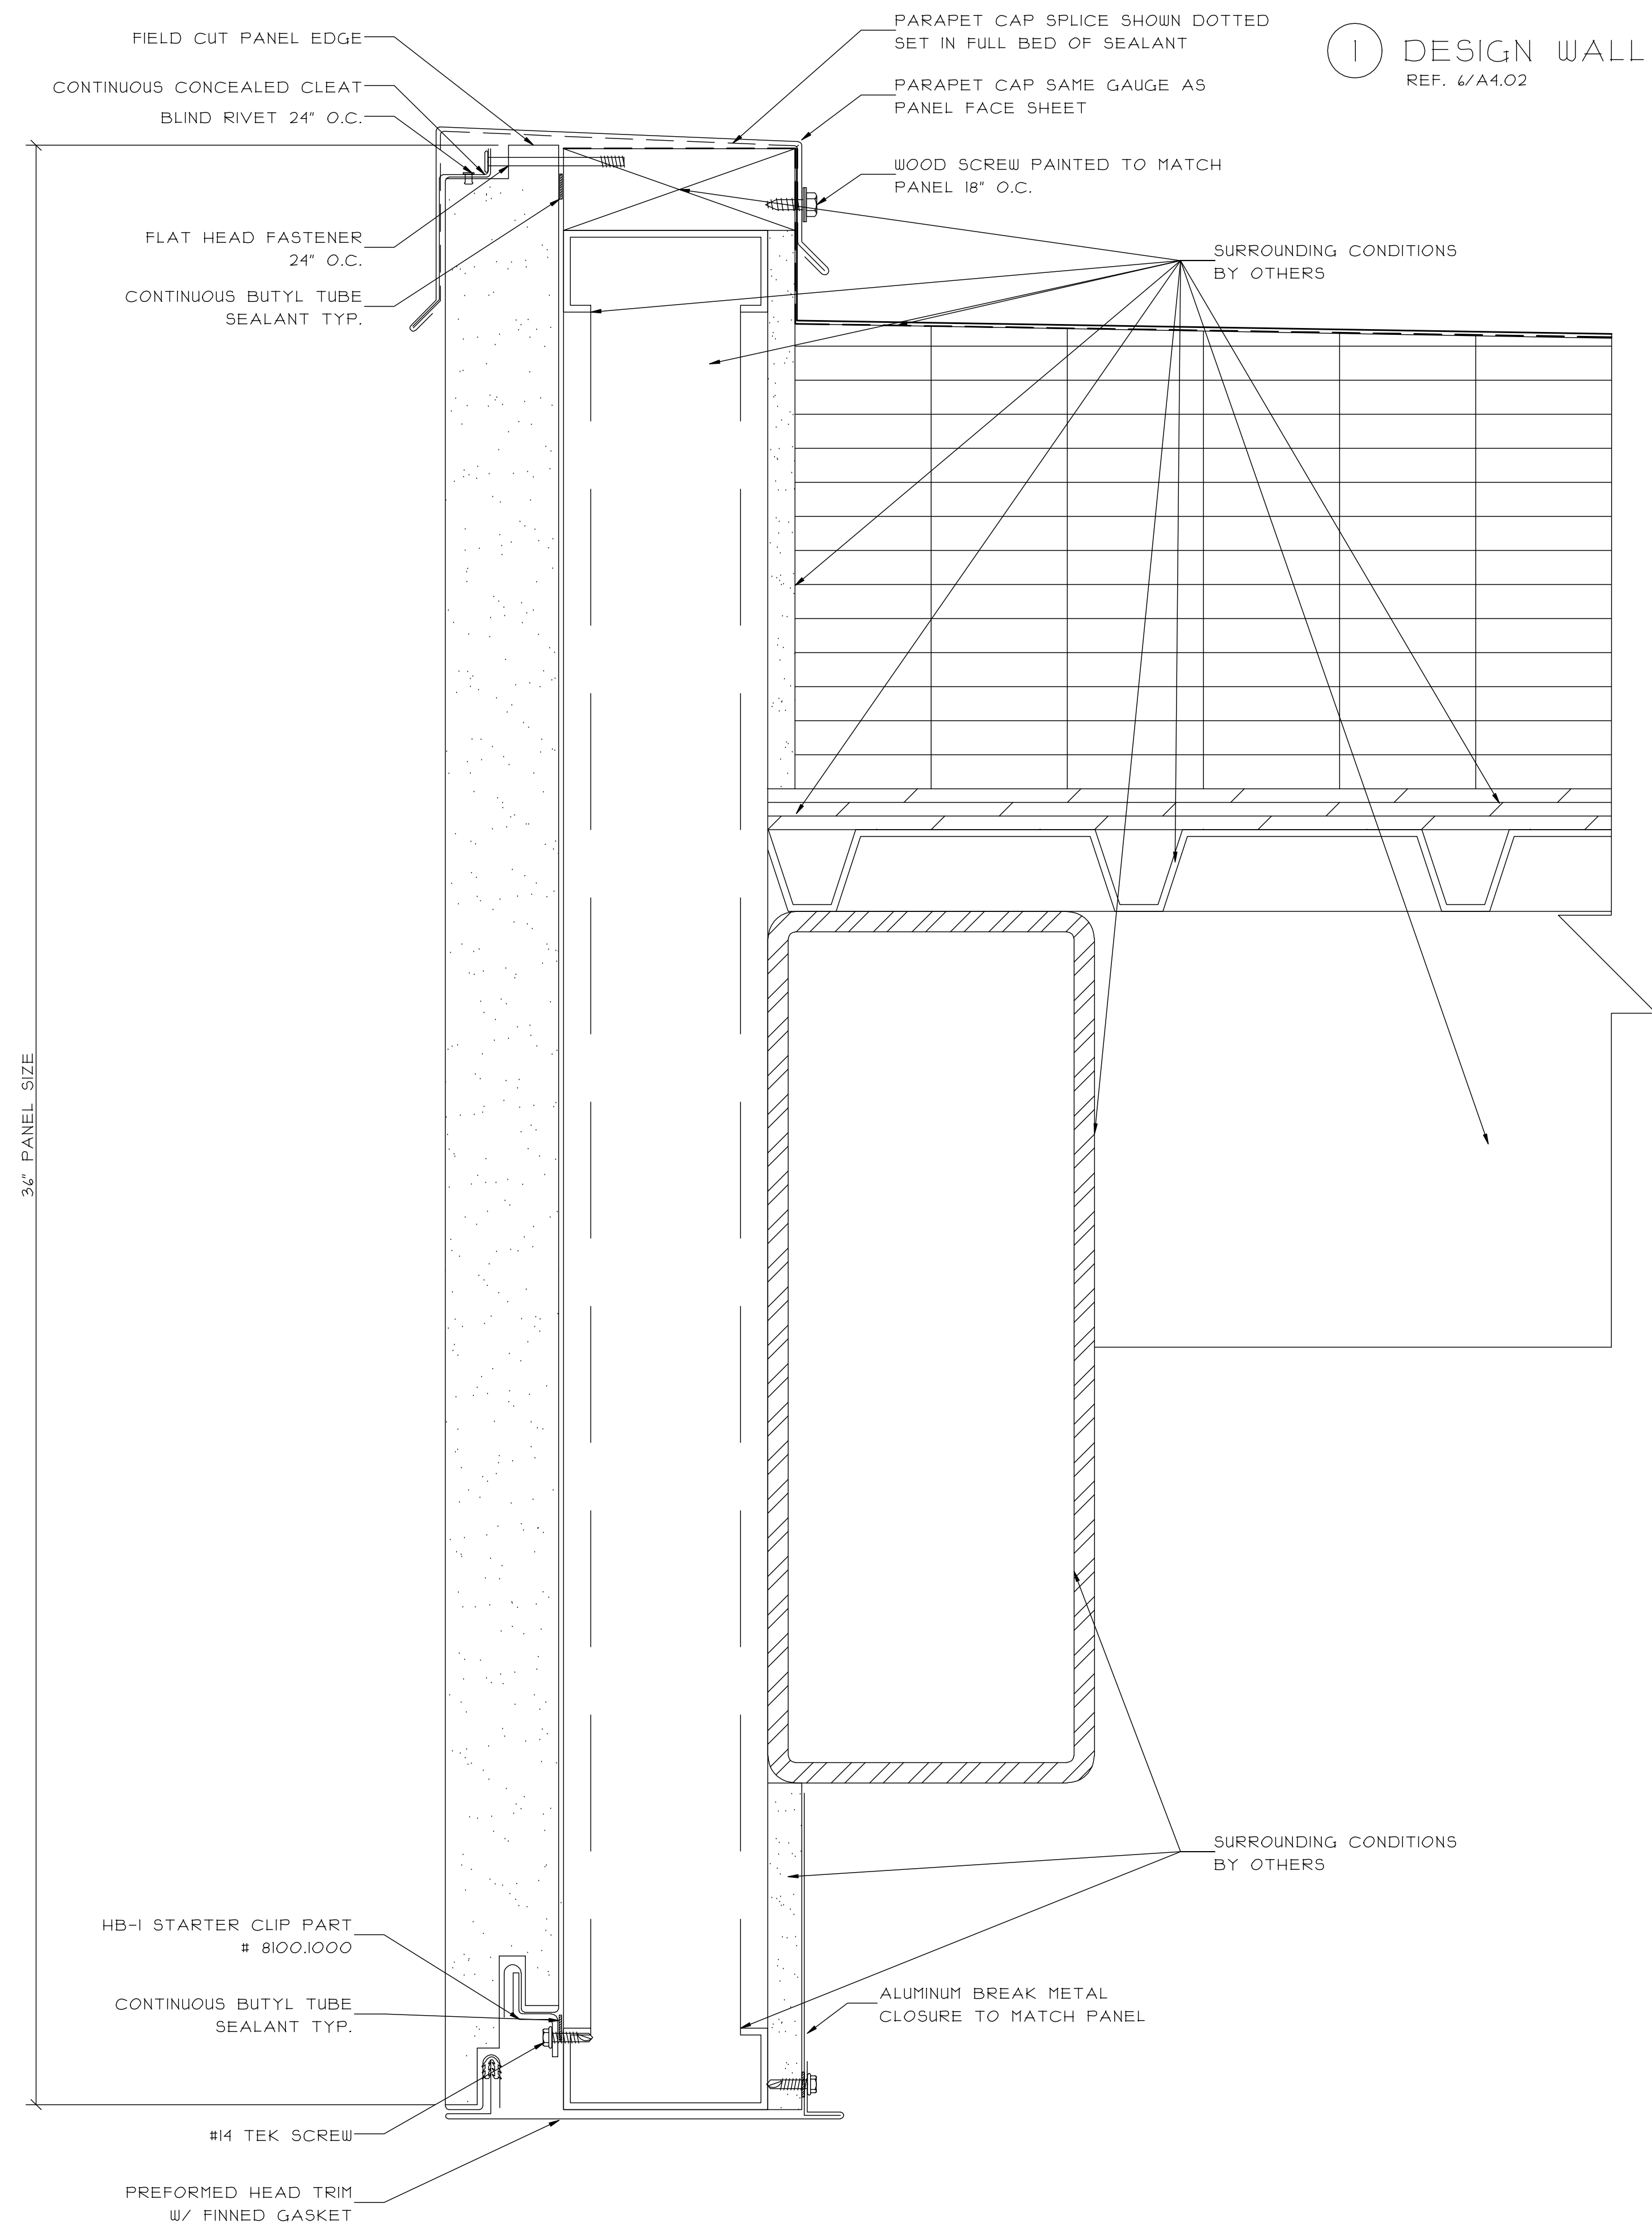 1 DESIGN WALL
REF. 6/A4.02
FIELD CUT PANEL EDGE
CONTINUOUS CONCEALED CLEAT
BLIND RIVET 24" O.C.
FLAT HEAD FASTENER
24" O.C.
CONTINUOUS BUTYL TUBE
SEALANT TYP.
PARAPET CAP SPLICE SHOWN DOTTED
SET IN FULL BED OF SEALANT
PARAPET CAP SAME GAUGE AS
PANEL FACE SHEET
WOOD SCREW PAINTED TO MATCH
PANEL 18" O.C.
SURROUNDING CONDITIONS
BY OTHERS
36" PANEL SIZE
SURROUNDING CONDITIONS
BY OTHERS
HB-1 STARTER CLIP PART
# 8100.1000
CONTINUOUS BUTYL TUBE
SEALANT TYP.
ALUMINUM BREAK METAL
CLOSURE TO MATCH PANEL
#14 TEK SCREW
PREFORMED HEAD TRIM
W/ FINNED GASKET